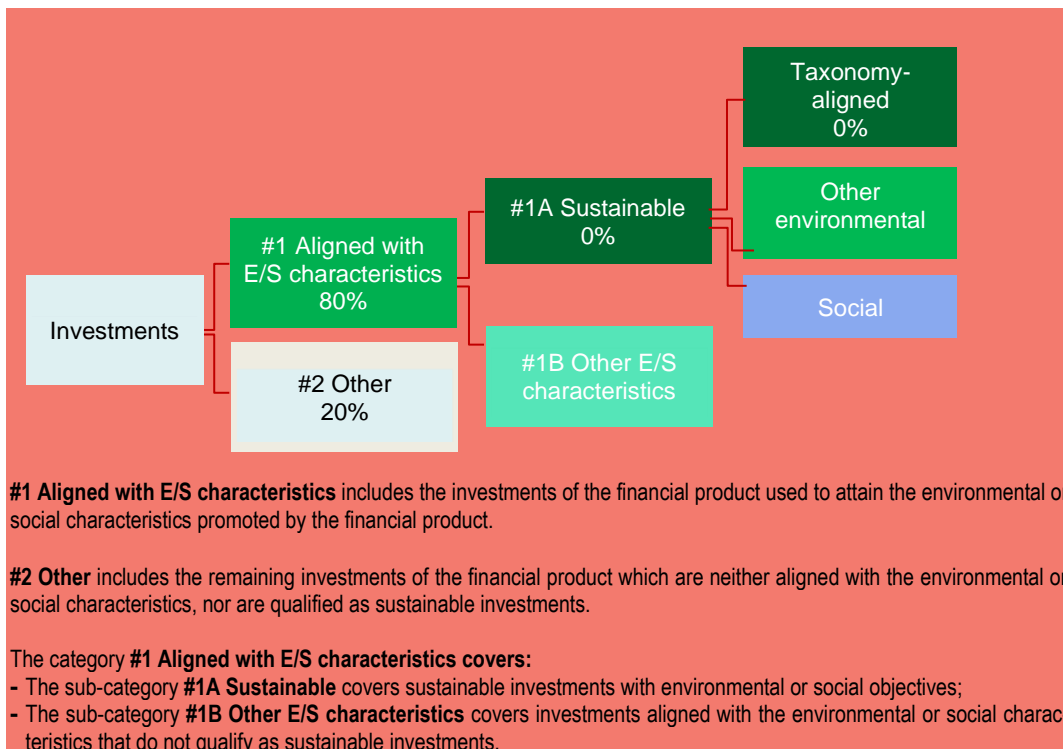 Taxonomy-
aligned
0%
Other
environmental
#1A Sustainable
0%
#1 Aligned with
E/S characteristics
80%
Social
Investments
#1B Other E/S
characteristics
#2 Other
20%
#1 Aligned with E/S characteristics includes the investments of the financial product used to attain the environmental or
social characteristics promoted by the financial product.
#2 Other includes the remaining investments of the financial product which are neither aligned with the environmental or
social characteristics, nor are qualified as sustainable investments.
The category #1 Aligned with E/S characteristics covers:
- The sub-category #1A Sustainable covers sustainable investments with environmental or social objectives;
- The sub-category #1B Other E/S characteristics covers investments aligned with the environmental or social charac
teristics that do not qualify as sustainable investments.